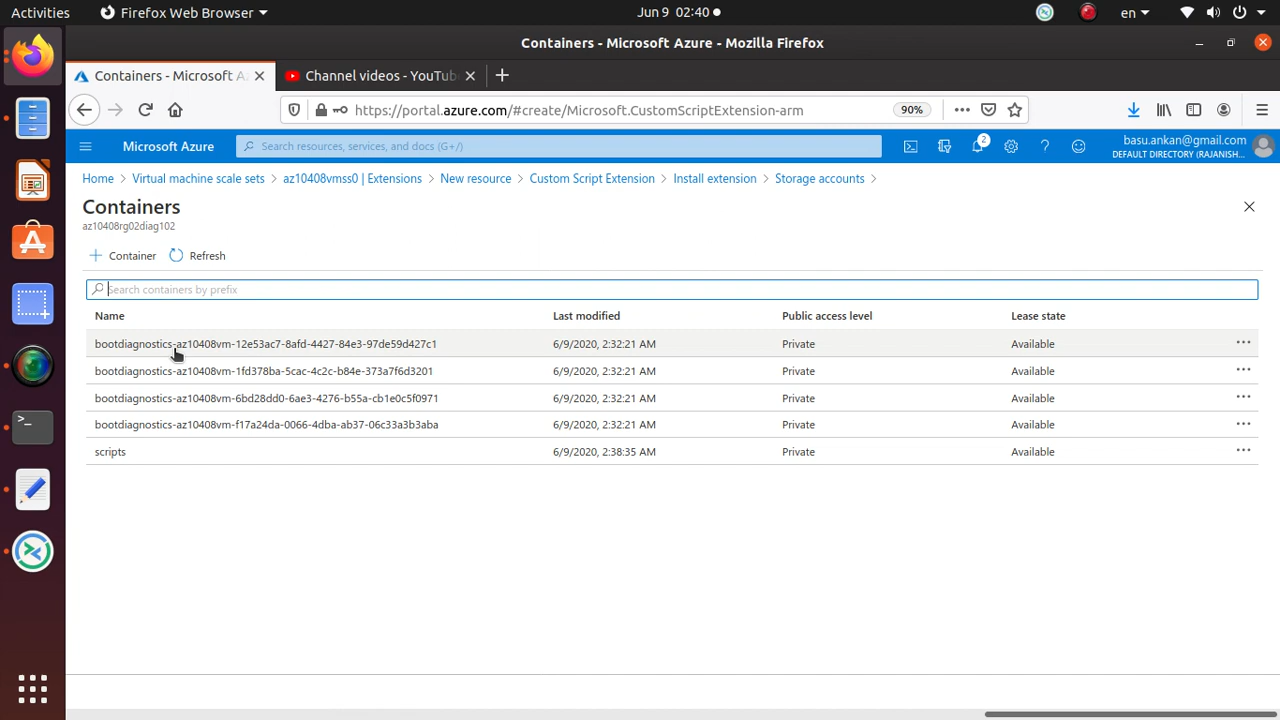 Activities Firefox Web Browser Jun 9 02:40 en
Containers - Microsoft Azure - Mozilla Firefox
Containers - Microsoft A Channel videos - YouTub
https://portal.azure.com/#create/Microsoft.CustomScriptExtension-arm 90%
Microsoft Azure Search resources, services, and docs (G+/) 2 basu.ankan@gmail.com
DEFAULT DIRECTORY (RAJANISH...
Home > Virtual machine scale sets > az10408vmss0 | Extensions > New resource > Custom Script Extension > Install extension > Storage accounts >
Containers
az10408rg02diag102
+ Container Refresh
Search containers by prefix
Name Last modified Public access level Lease state
bootdiagnostics-az10408vm-12e53ac7-8afd-4427-84e3-97de59d427c1 6/9/2020, 2:32:21 AM Private Available ...
bootdiagnostics-az10408vm-1fd378ba-5cac-4c2c-b84e-373a7f6d3201 6/9/2020, 2:32:21 AM Private Available ...
bootdiagnostics-az10408vm-6bd28dd0-6ae3-4276-b55a-cb1e0c5f0971 6/9/2020, 2:32:21 AM Private Available ...
bootdiagnostics-az10408vm-f17a24da-0066-4dba-ab37-06c33a3b3aba 6/9/2020, 2:32:21 AM Private Available ...
scripts 6/9/2020, 2:38:35 AM Private Available ...